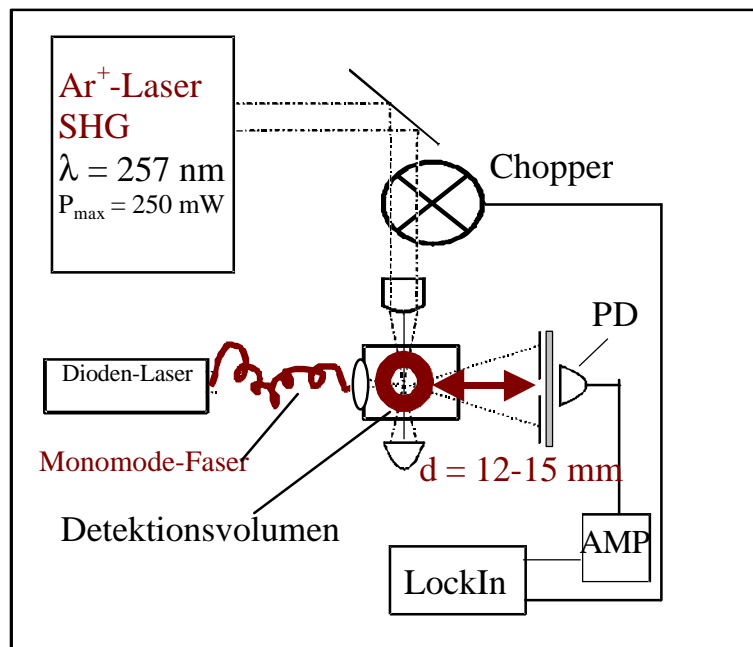 Ar⁺-Laser
SHG
λ = 257 nm
Pmax = 250 mW
Chopper
PD
Dioden-Laser
Monomode-Faser
d = 12-15 mm
Detektionsvolumen
AMP
LockIn